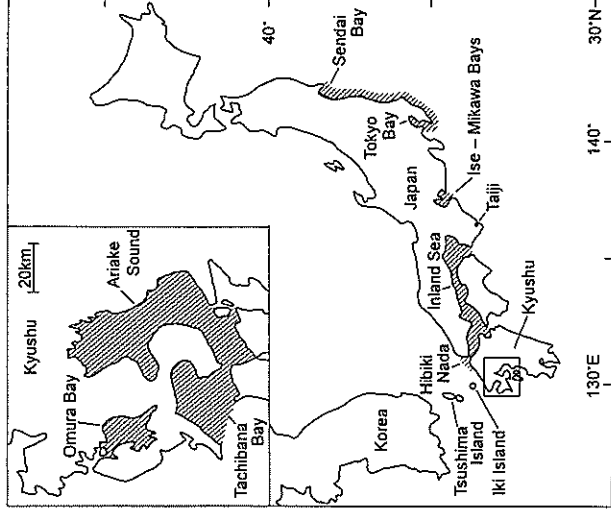 Kyushu
20km
Omura Bay
Ariake
Sound
Tachibana
Bay
40°
30°N
140°
130°E
Sendai
Bay
Tokyo
Bay
Ise – Mikawa Bays
Japan
Taiji
Inland Sea
Kyushu
Hibiki
Nada
Korea
Tsushima
Island
Iki Island